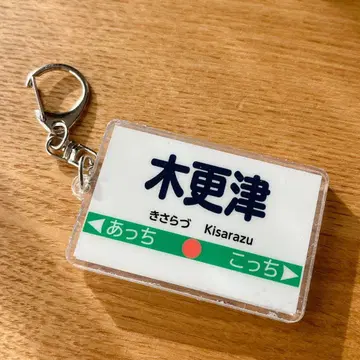 木更津
きさらづ Kisarazu
あっち こっち